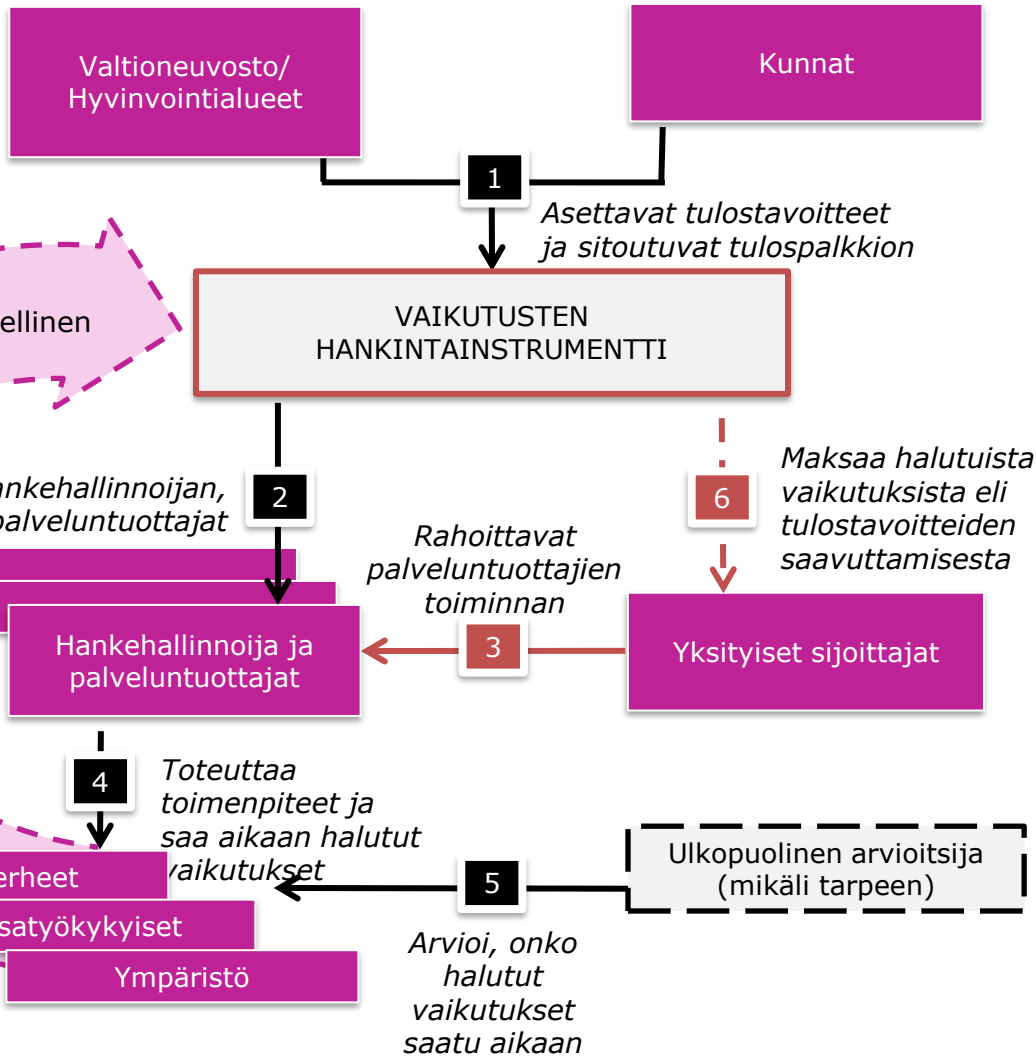 Valtioneuvosto/
Hyvinvointialueet
Kunnat
1
Asettavat tulostavoitteet
ja sitoutuvat tulospalkkion
ellinen
VAIKUTUSTEN
HANKINTAINSTRUMENTTI
ankehallinnoijan,
palveluntuottajat
2
Rahoittavat
palveluntuottajien
toiminnan
6
Maksaa halutuista
vaikutuksista eli
tulostavoitteiden
saavuttamisesta
Hankehallinnoija ja
palveluntuottajat
3
Yksityiset sijoittajat
4
Toteuttaa
toimenpiteet ja
saa aikaan halutut
vaikutukset
erheet
satyökykyiset
Ympäristö
5
Ulkopuolinen arvioitsija
(mikäli tarpeen)
Arvioi, onko
halutut
vaikutukset
saatu aikaan